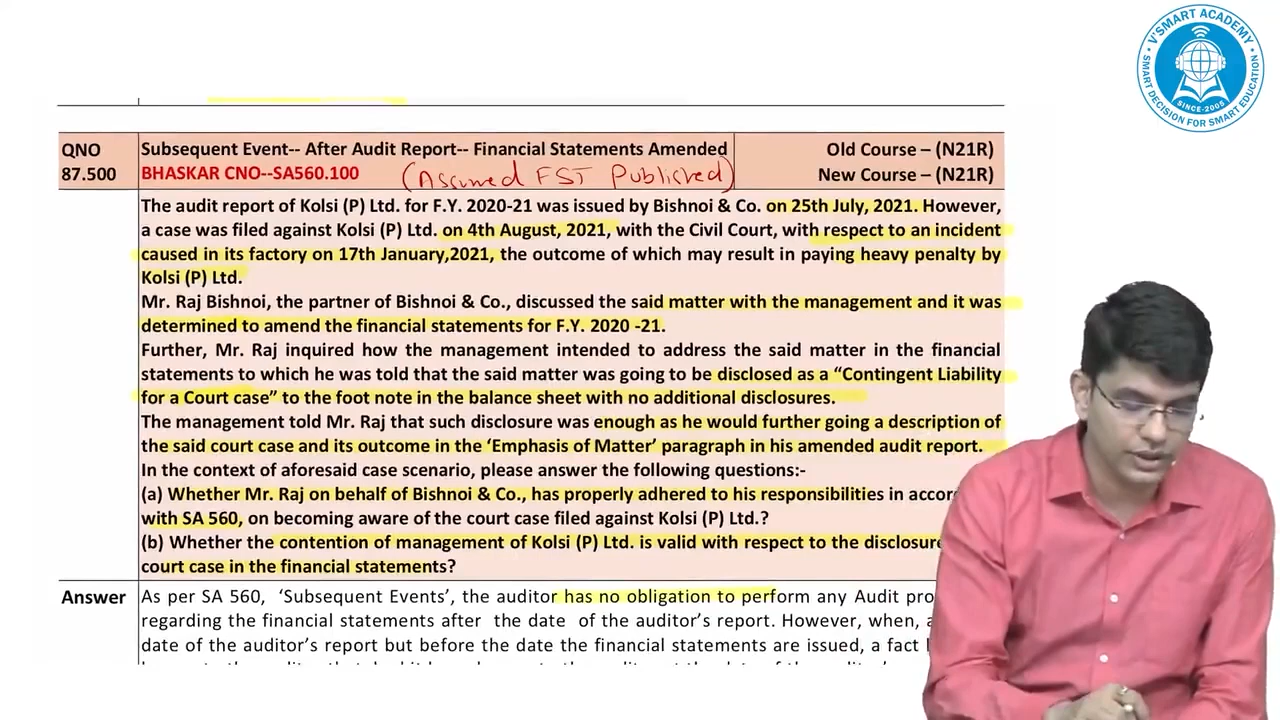 V'SMART ACADEMY
SINCE-2005
SMART DECISION FOR SMART EDUCATION
QNO
87.500
Subsequent Event-- After Audit Report-- Financial Statements Amended
BHASKAR CNO--SA560.100
(Assumed FST Published)
Old Course – (N21R)
New Course – (N21R)
The audit report of Kolsi (P) Ltd. for F.Y. 2020-21 was issued by Bishnoi & Co. on 25th July, 2021. However,
a case was filed against Kolsi (P) Ltd. on 4th August, 2021, with the Civil Court, with respect to an incident
caused in its factory on 17th January,2021, the outcome of which may result in paying heavy penalty by
Kolsi (P) Ltd.
Mr. Raj Bishnoi, the partner of Bishnoi & Co., discussed the said matter with the management and it was
determined to amend the financial statements for F.Y. 2020 -21.
Further, Mr. Raj inquired how the management intended to address the said matter in the financial
statements to which he was told that the said matter was going to be disclosed as a “Contingent Liability
for a Court case” to the foot note in the balance sheet with no additional disclosures.
The management told Mr. Raj that such disclosure was enough as he would further going a description of
the said court case and its outcome in the ‘Emphasis of Matter’ paragraph in his amended audit report.
In the context of aforesaid case scenario, please answer the following questions:-
(a) Whether Mr. Raj on behalf of Bishnoi & Co., has properly adhered to his responsibilities in accor
with SA 560, on becoming aware of the court case filed against Kolsi (P) Ltd.?
(b) Whether the contention of management of Kolsi (P) Ltd. is valid with respect to the disclosure
court case in the financial statements?
Answer
As per SA 560, ‘Subsequent Events’, the auditor has no obligation to perform any Audit pro
regarding the financial statements after the date of the auditor’s report. However, when, a
date of the auditor’s report but before the date the financial statements are issued, a fact